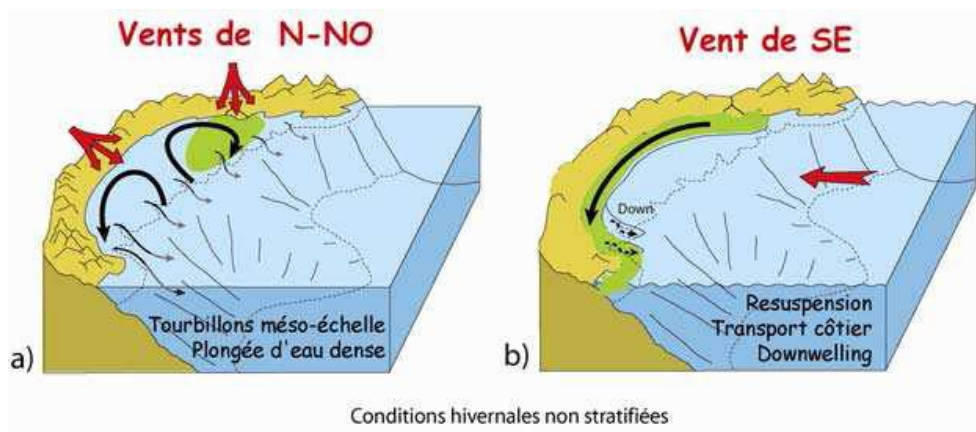 Vents de N-NO
Vent de SE
Down
Tourbillons méso-échelle
Plongée d'eau dense
a)
Resuspension
Transport côtier
Downwelling
b)
Conditions hivernales non stratifiées